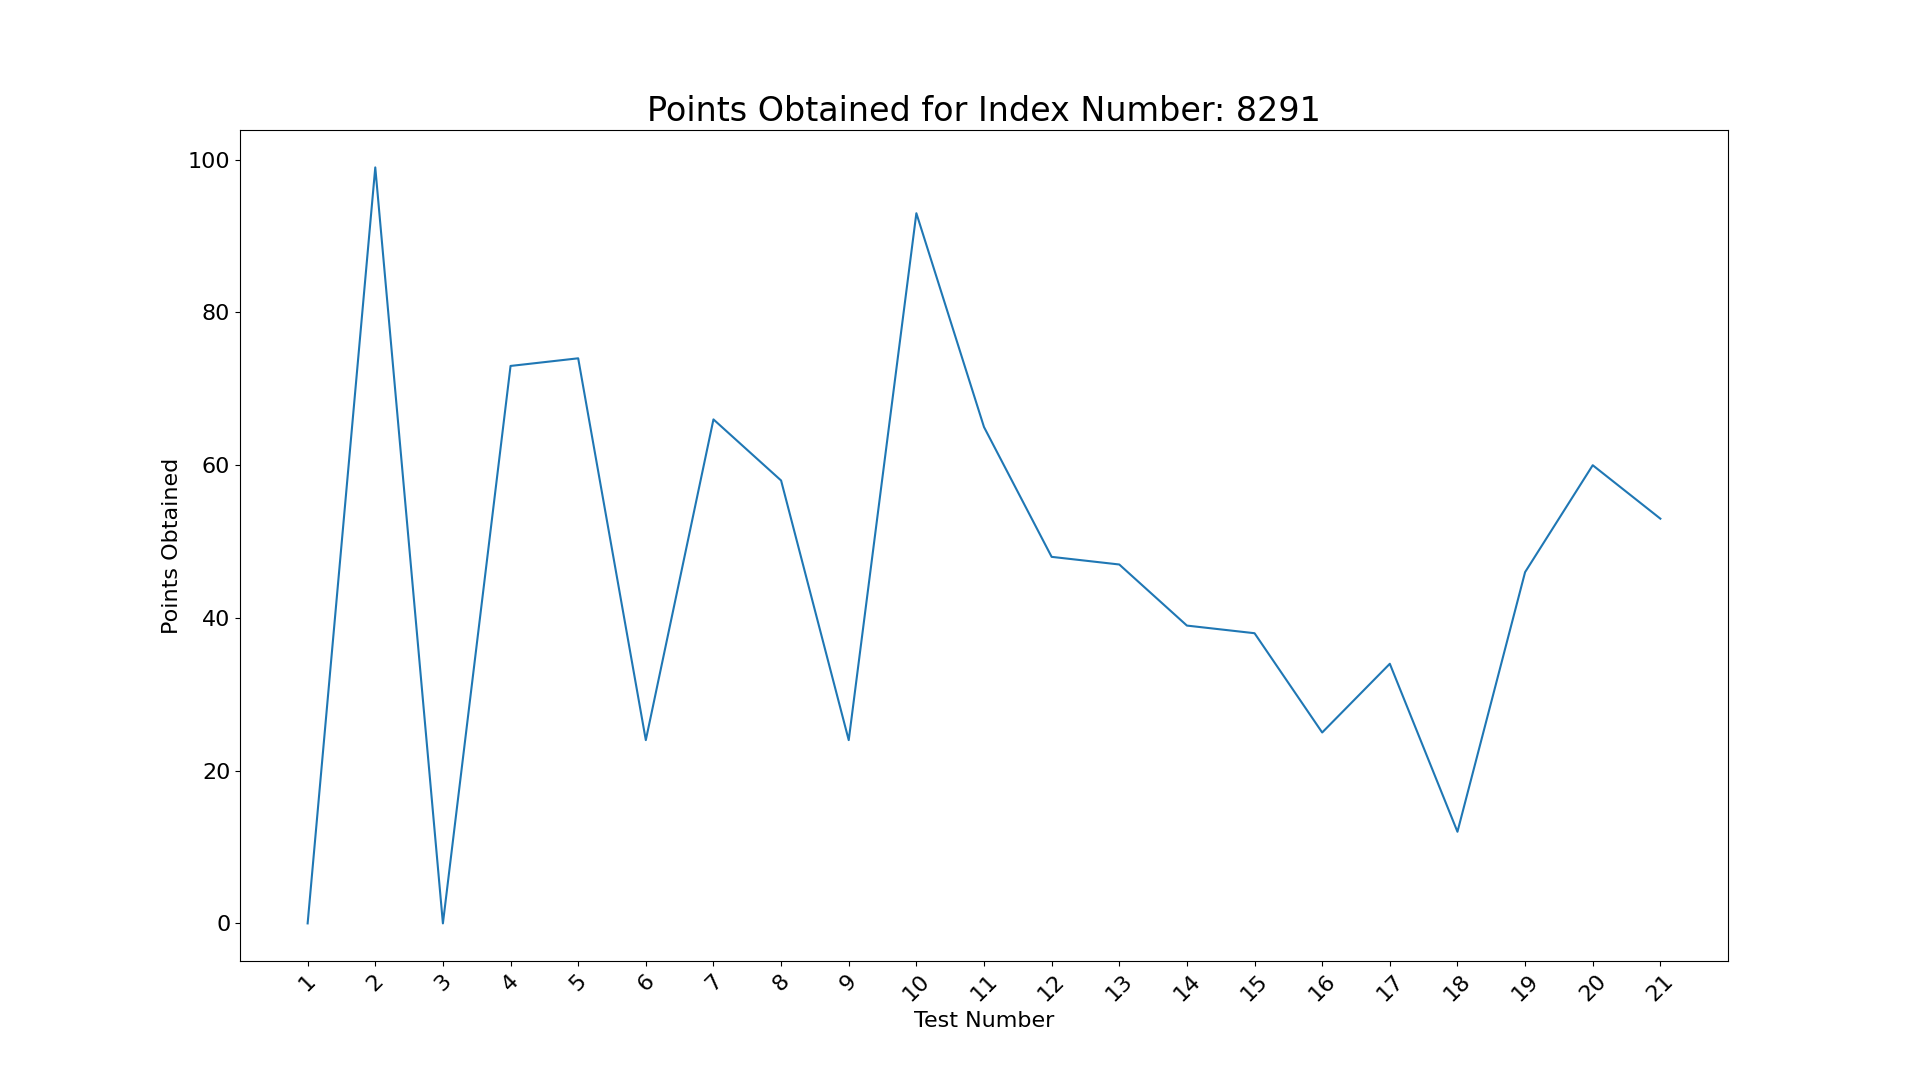 Points Obtained for Index Number: 8291
100
80
60
40
20
0
Points Obtained
1 2 3 4 5 6 7 8 9 10 11 12 13 14 15 16 17 18 19 20 21
Test Number